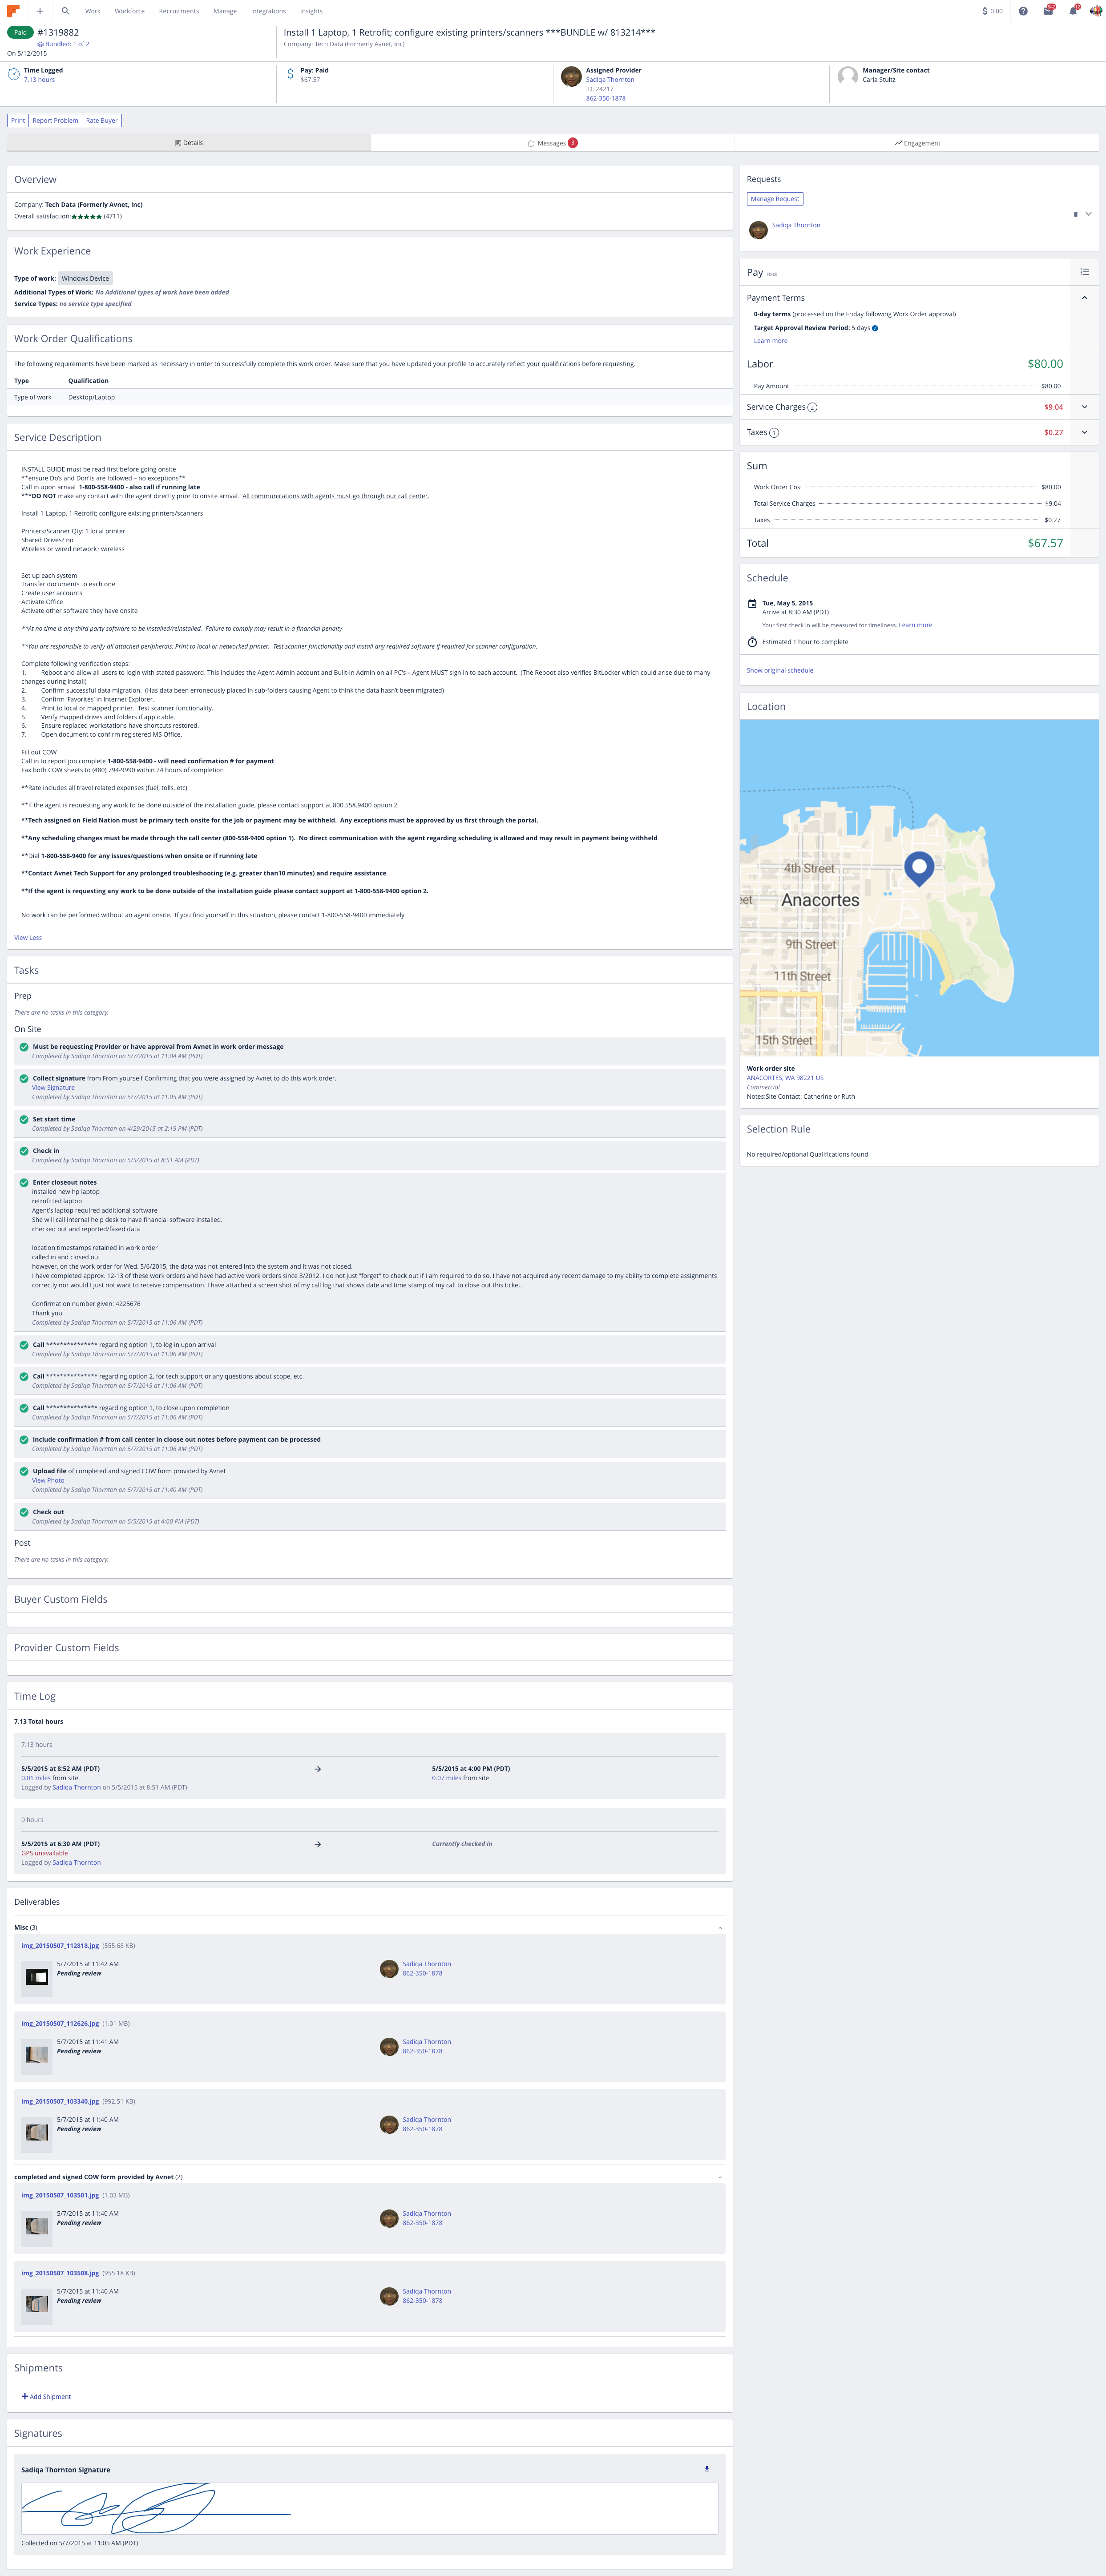 Work
Workforce
Recruitments
Manage
Integrations
Insights
$ 0.00
Paid
#1319882
Bundled: 1 of 2
On 5/12/2015
Install 1 Laptop, 1 Retrofit; configure existing printers/scanners ***BUNDLE w/ 813214***
Company: Tech Data (Formerly Avnet, Inc)
Time Logged
7.13 hours
Pay: Paid
$67.57
Assigned Provider
Sadiqa Thornton
ID: 24217
862-350-1878
Manager/Site contact
Carla Stultz
Print
Report Problem
Rate Buyer
Details
Messages 3
Engagement
Overview
Company: Tech Data (Formerly Avnet, Inc)
Overall satisfaction:★★★★★ (4711)
Work Experience
Type of work: Windows Device
Additional Types of Work: No Additional types of work have been added
Service Types: no service type specified
Work Order Qualifications
The following requirements have been marked as necessary in order to successfully complete this work order. Make sure that you have updated your profile to accurately reflect your qualifications before requesting.
Type Qualification
Type of work Desktop/Laptop
Service Description
INSTALL GUIDE must be read first before going onsite
**ensure Do's and Don'ts are followed – no exceptions**
Call in upon arrival 1-800-558-9400 - also call if running late
***DO NOT make any contact with the agent directly prior to onsite arrival. All communications with agents must go through our call center.
Install 1 Laptop, 1 Retrofit; configure existing printers/scanners
Printers/Scanner Qty: 1 local printer
Shared Drives? no
Wireless or wired network? wireless
Set up each system
Transfer documents to each one
Create user accounts
Activate Office
Activate other software they have onsite
**At no time is any third party software to be installed/reinstalled. Failure to comply may result in a financial penalty
**You are responsible to verify all attached peripherals; Print to local or networked printer. Test scanner functionality and install any required software if required for scanner configuration.
Complete following verification steps:
1. Reboot and allow all users to login with stated password. This includes the Agent Admin account and Built-in Admin on all PC's – Agent MUST sign in to each account. (The Reboot also verifies BitLocker which could arise due to many
changes during install)
2. Confirm successful data migration. (Has data been erroneously placed in sub-folders causing Agent to think the data hasn't been migrated)
3. Confirm 'Favorites' in Internet Explorer.
4. Print to local or mapped printer. Test scanner functionality.
5. Verify mapped drives and folders if applicable.
6. Ensure replaced workstations have shortcuts restored.
7. Open document to confirm registered MS Office.
Fill out COW
Call in to report job complete 1-800-558-9400 - will need confirmation # for payment
Fax both COW sheets to (480) 794-9990 within 24 hours of completion
**Rate includes all travel related expenses (fuel, tolls, etc)
**If the agent is requesting any work to be done outside of the installation guide, please contact support at 800.558.9400 option 2
**Tech assigned on Field Nation must be primary tech onsite for the job or payment may be withheld. Any exceptions must be approved by us first through the portal.
**Any scheduling changes must be made through the call center (800-558-9400 option 1). No direct communication with the agent regarding scheduling is allowed and may result in payment being withheld
**Dial 1-800-558-9400 for any issues/questions when onsite or if running late
**Contact Avnet Tech Support for any prolonged troubleshooting (e.g. greater than10 minutes) and require assistance
**If the agent is requesting any work to be done outside of the installation guide please contact support at 1-800-558-9400 option 2.
No work can be performed without an agent onsite. If you find yourself in this situation, please contact 1-800-558-9400 immediately
View Less
Tasks
Prep
There are no tasks in this category.
On Site
Must be requesting Provider or have approval from Avnet in work order message
Completed by Sadiqa Thornton on 5/7/2015 at 11:04 AM (PDT)
Collect signature from From yourself Confirming that you were assigned by Avnet to do this work order.
View Signature
Completed by Sadiqa Thornton on 5/7/2015 at 11:05 AM (PDT)
Set start time
Completed by Sadiqa Thornton on 4/29/2015 at 2:19 PM (PDT)
Check in
Completed by Sadiqa Thornton on 5/5/2015 at 8:51 AM (PDT)
Enter closeout notes
installed new hp laptop
retrofitted laptop
Agent's laptop required additional software
She will call internal help desk to have financial software installed.
checked out and reported/faxed data
location timestamps retained in work order
called in and closed out
however, on the work order for Wed. 5/6/2015, the data was not entered into the system and it was not closed.
I have completed approx. 12-13 of these work orders and have had active work orders since 3/2012. I do not just "forget" to check out if I am required to do so, I have not acquired any recent damage to my ability to complete assignments
correctly nor would I just not want to receive compensation. I have attached a screen shot of my call log that shows date and time stamp of my call to close out this ticket.
Confirmation number given: 4225676
Thank you
Completed by Sadiqa Thornton on 5/7/2015 at 11:06 AM (PDT)
Call *************** regarding option 1, to log in upon arrival
Completed by Sadiqa Thornton on 5/7/2015 at 11:06 AM (PDT)
Call *************** regarding option 2, for tech support or any questions about scope, etc.
Completed by Sadiqa Thornton on 5/7/2015 at 11:06 AM (PDT)
Call *************** regarding option 1, to close upon completion
Completed by Sadiqa Thornton on 5/7/2015 at 11:06 AM (PDT)
include confirmation # from call center in cloose out notes before payment can be processed
Completed by Sadiqa Thornton on 5/7/2015 at 11:06 AM (PDT)
Upload file of completed and signed COW form provided by Avnet
View Photo
Completed by Sadiqa Thornton on 5/7/2015 at 11:40 AM (PDT)
Check out
Completed by Sadiqa Thornton on 5/5/2015 at 4:00 PM (PDT)
Post
There are no tasks in this category.
Buyer Custom Fields
Provider Custom Fields
Time Log
7.13 Total hours
7.13 hours
5/5/2015 at 8:52 AM (PDT)
0.01 miles from site
Logged by Sadiqa Thornton on 5/5/2015 at 8:51 AM (PDT)
5/5/2015 at 4:00 PM (PDT)
0.07 miles from site
0 hours
5/5/2015 at 6:30 AM (PDT)
GPS unavailable
Logged by Sadiqa Thornton
Currently checked in
Deliverables
Misc (3)
img_20150507_112818.jpg (555.68 KB)
5/7/2015 at 11:42 AM
Pending review
Sadiqa Thornton
862-350-1878
img_20150507_112626.jpg (1.01 MB)
5/7/2015 at 11:41 AM
Pending review
Sadiqa Thornton
862-350-1878
img_20150507_103340.jpg (992.51 KB)
5/7/2015 at 11:40 AM
Pending review
Sadiqa Thornton
862-350-1878
completed and signed COW form provided by Avnet (2)
img_20150507_103501.jpg (1.03 MB)
5/7/2015 at 11:40 AM
Pending review
Sadiqa Thornton
862-350-1878
img_20150507_103508.jpg (955.18 KB)
5/7/2015 at 11:40 AM
Pending review
Sadiqa Thornton
862-350-1878
Shipments
Add Shipment
Signatures
Sadiqa Thornton Signature
Collected on 5/7/2015 at 11:05 AM (PDT)
Requests
Manage Request
Sadiqa Thornton
Pay Fixed
Payment Terms
0-day terms (processed on the Friday following Work Order approval)
Target Approval Review Period: 5 days
Learn more
Labor $80.00
Pay Amount $80.00
Service Charges 2 $9.04
Taxes 1 $0.27
Sum
Work Order Cost $80.00
Total Service Charges $9.04
Taxes $0.27
Total $67.57
Schedule
Tue, May 5, 2015
Arrive at 8:30 AM (PDT)
Your first check in will be measured for timeliness. Learn more
Estimated 1 hour to complete
Show original schedule
Location
4th Street
eet
Anacortes
9th Street
11th Street
15th Street
Work order site
ANACORTES, WA 98221 US
Commercial
Notes:Site Contact: Catherine or Ruth
Selection Rule
No required/optional Qualifications found